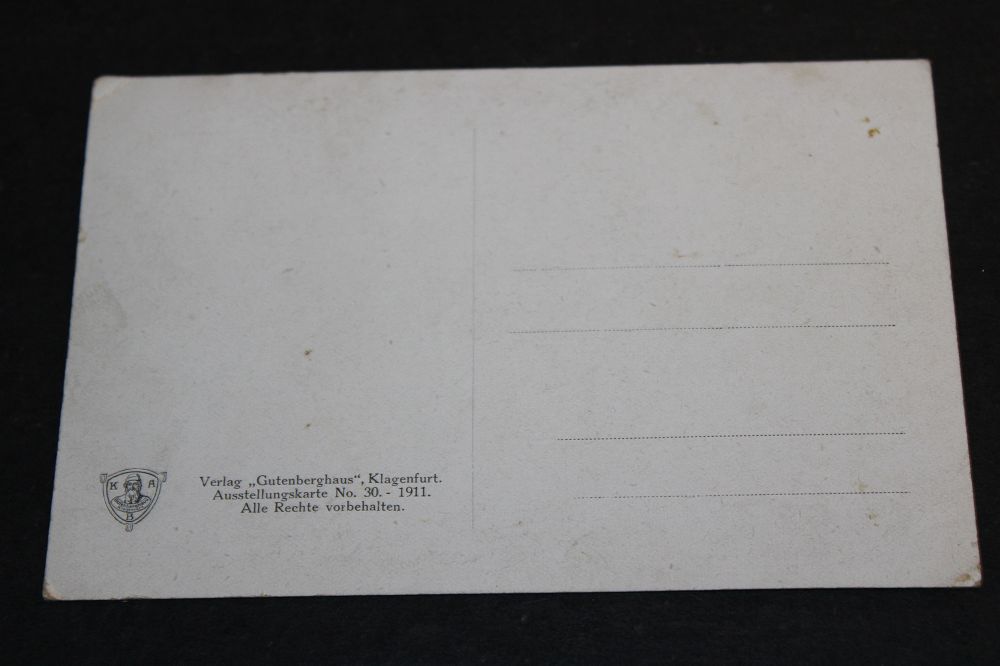 K A
B
Verlag „Gutenberghaus“, Klagenfurt.
Ausstellungskarte No. 30.- 1911.
Alle Rechte vorbehalten.